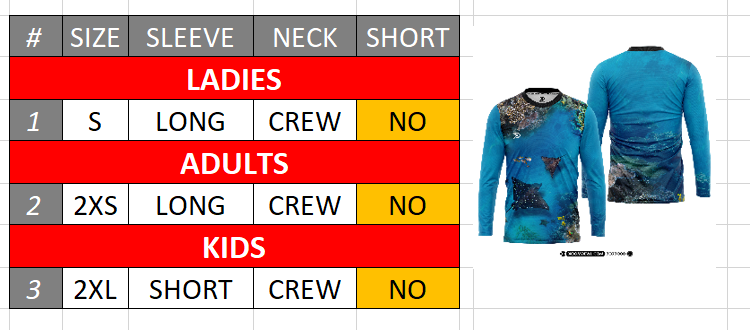 # SIZE SLEEVE NECK SHORT
LADIES
1 S LONG CREW NO
ADULTS
2 2XS LONG CREW NO
KIDS
3 2XL SHORT CREW NO